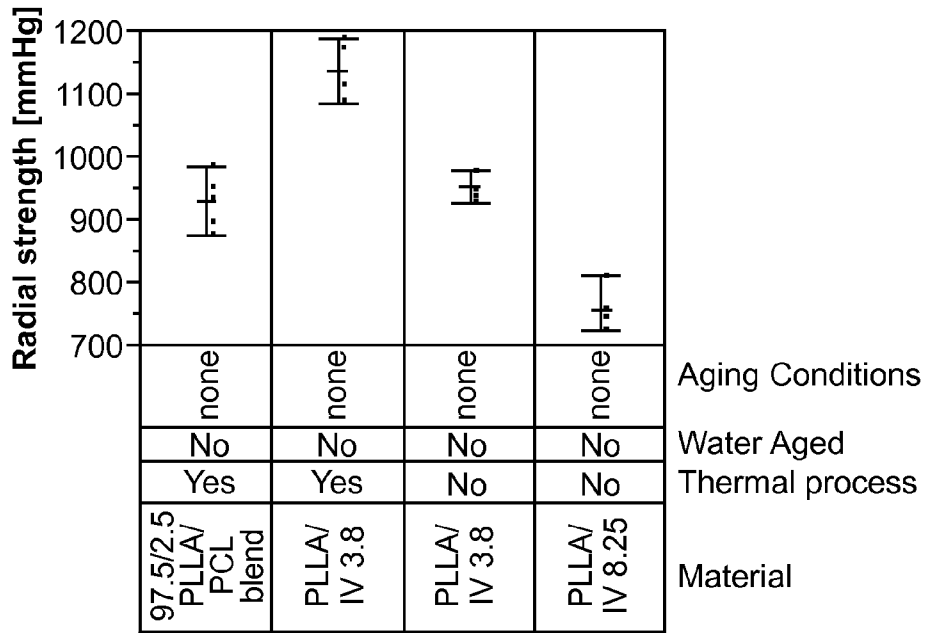 Radial strength [mmHg]
1200
1100
1000
900
800
700
none none none none Aging Conditions
No No No No Water Aged
Yes Yes No No Thermal process
97.5/2.5
PLLA/
PCL
blend
PLLA/
IV 3.8
PLLA/
IV 3.8
PLLA/
IV 8.25
Material